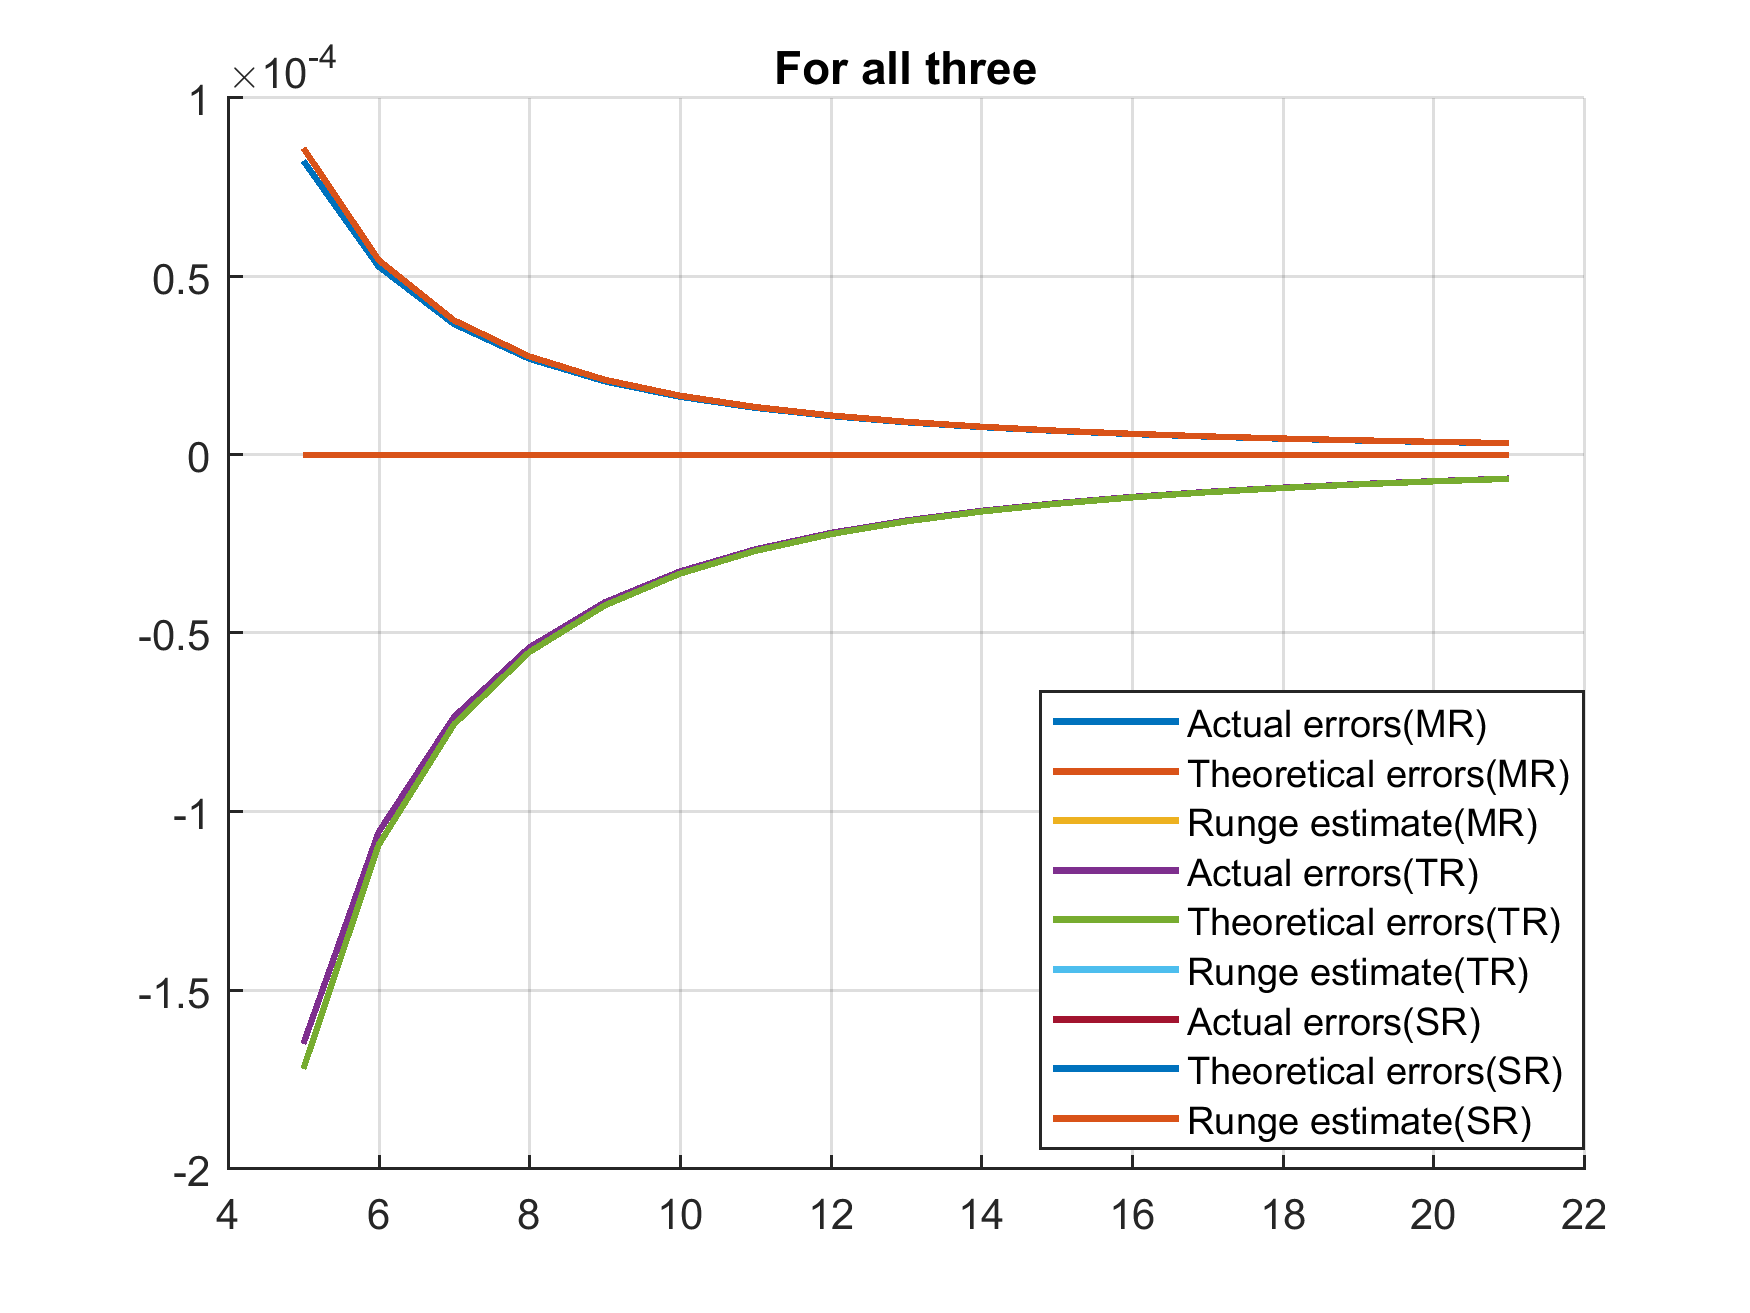 For all three
×10-4
1
0.5
0
-0.5
-1
-1.5
-2
4 6 8 10 12 14 16 18 20 22
Actual errors(MR)
Theoretical errors(MR)
Runge estimate(MR)
Actual errors(TR)
Theoretical errors(TR)
Runge estimate(TR)
Actual errors(SR)
Theoretical errors(SR)
Runge estimate(SR)